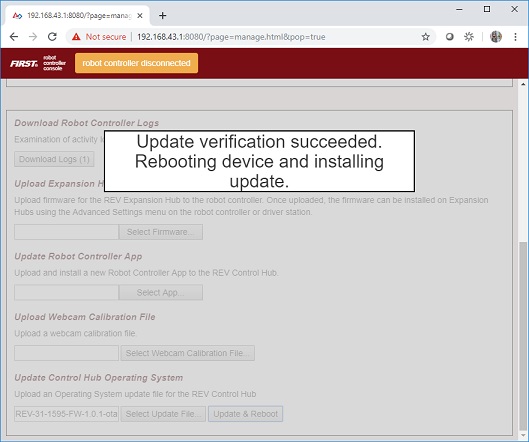 192.168.43.1:8080/?page=mana
Not secure | 192.168.43.1:8080/?page=manage.html&pop=true
FIRST. robot controller console
robot controller disconnected
Download Robot Controller Logs
Examination of activity l
Update verification succeeded.
Rebooting device and installing
update.
Download Logs (1)
Upload Expansion H
Upload firmware for the REV Expansion Hub to the robot controller. Once uploaded, the firmware can be installed on Expansion
Hubs using the Advanced Settings menu on the robot controller or driver station.
Select Firmware...
Update Robot Controller App
Upload and install a new Robot Controller App to the REV Control Hub.
Select App...
Upload Webcam Calibration File
Upload a webcam calibration file.
Select Webcam Calibration File...
Update Control Hub Operating System
Upload an Operating System update file for the REV Control Hub
REV-31-1595-FW-1.0.1-ota Select Update File... Update & Reboot